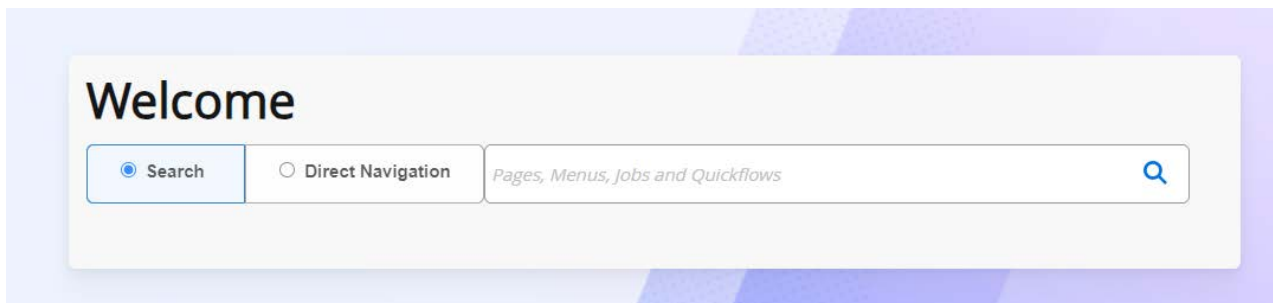 Welcome
Search Direct Navigation Pages, Menus, Jobs and Quickflows